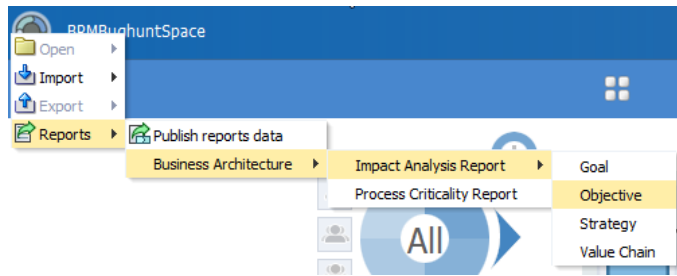 BPMBughuntSpace
Open
Import
Export
Reports
Publish reports data
Business Architecture
Impact Analysis Report
Process Criticality Report
Goal
Objective
Strategy
Value Chain
All